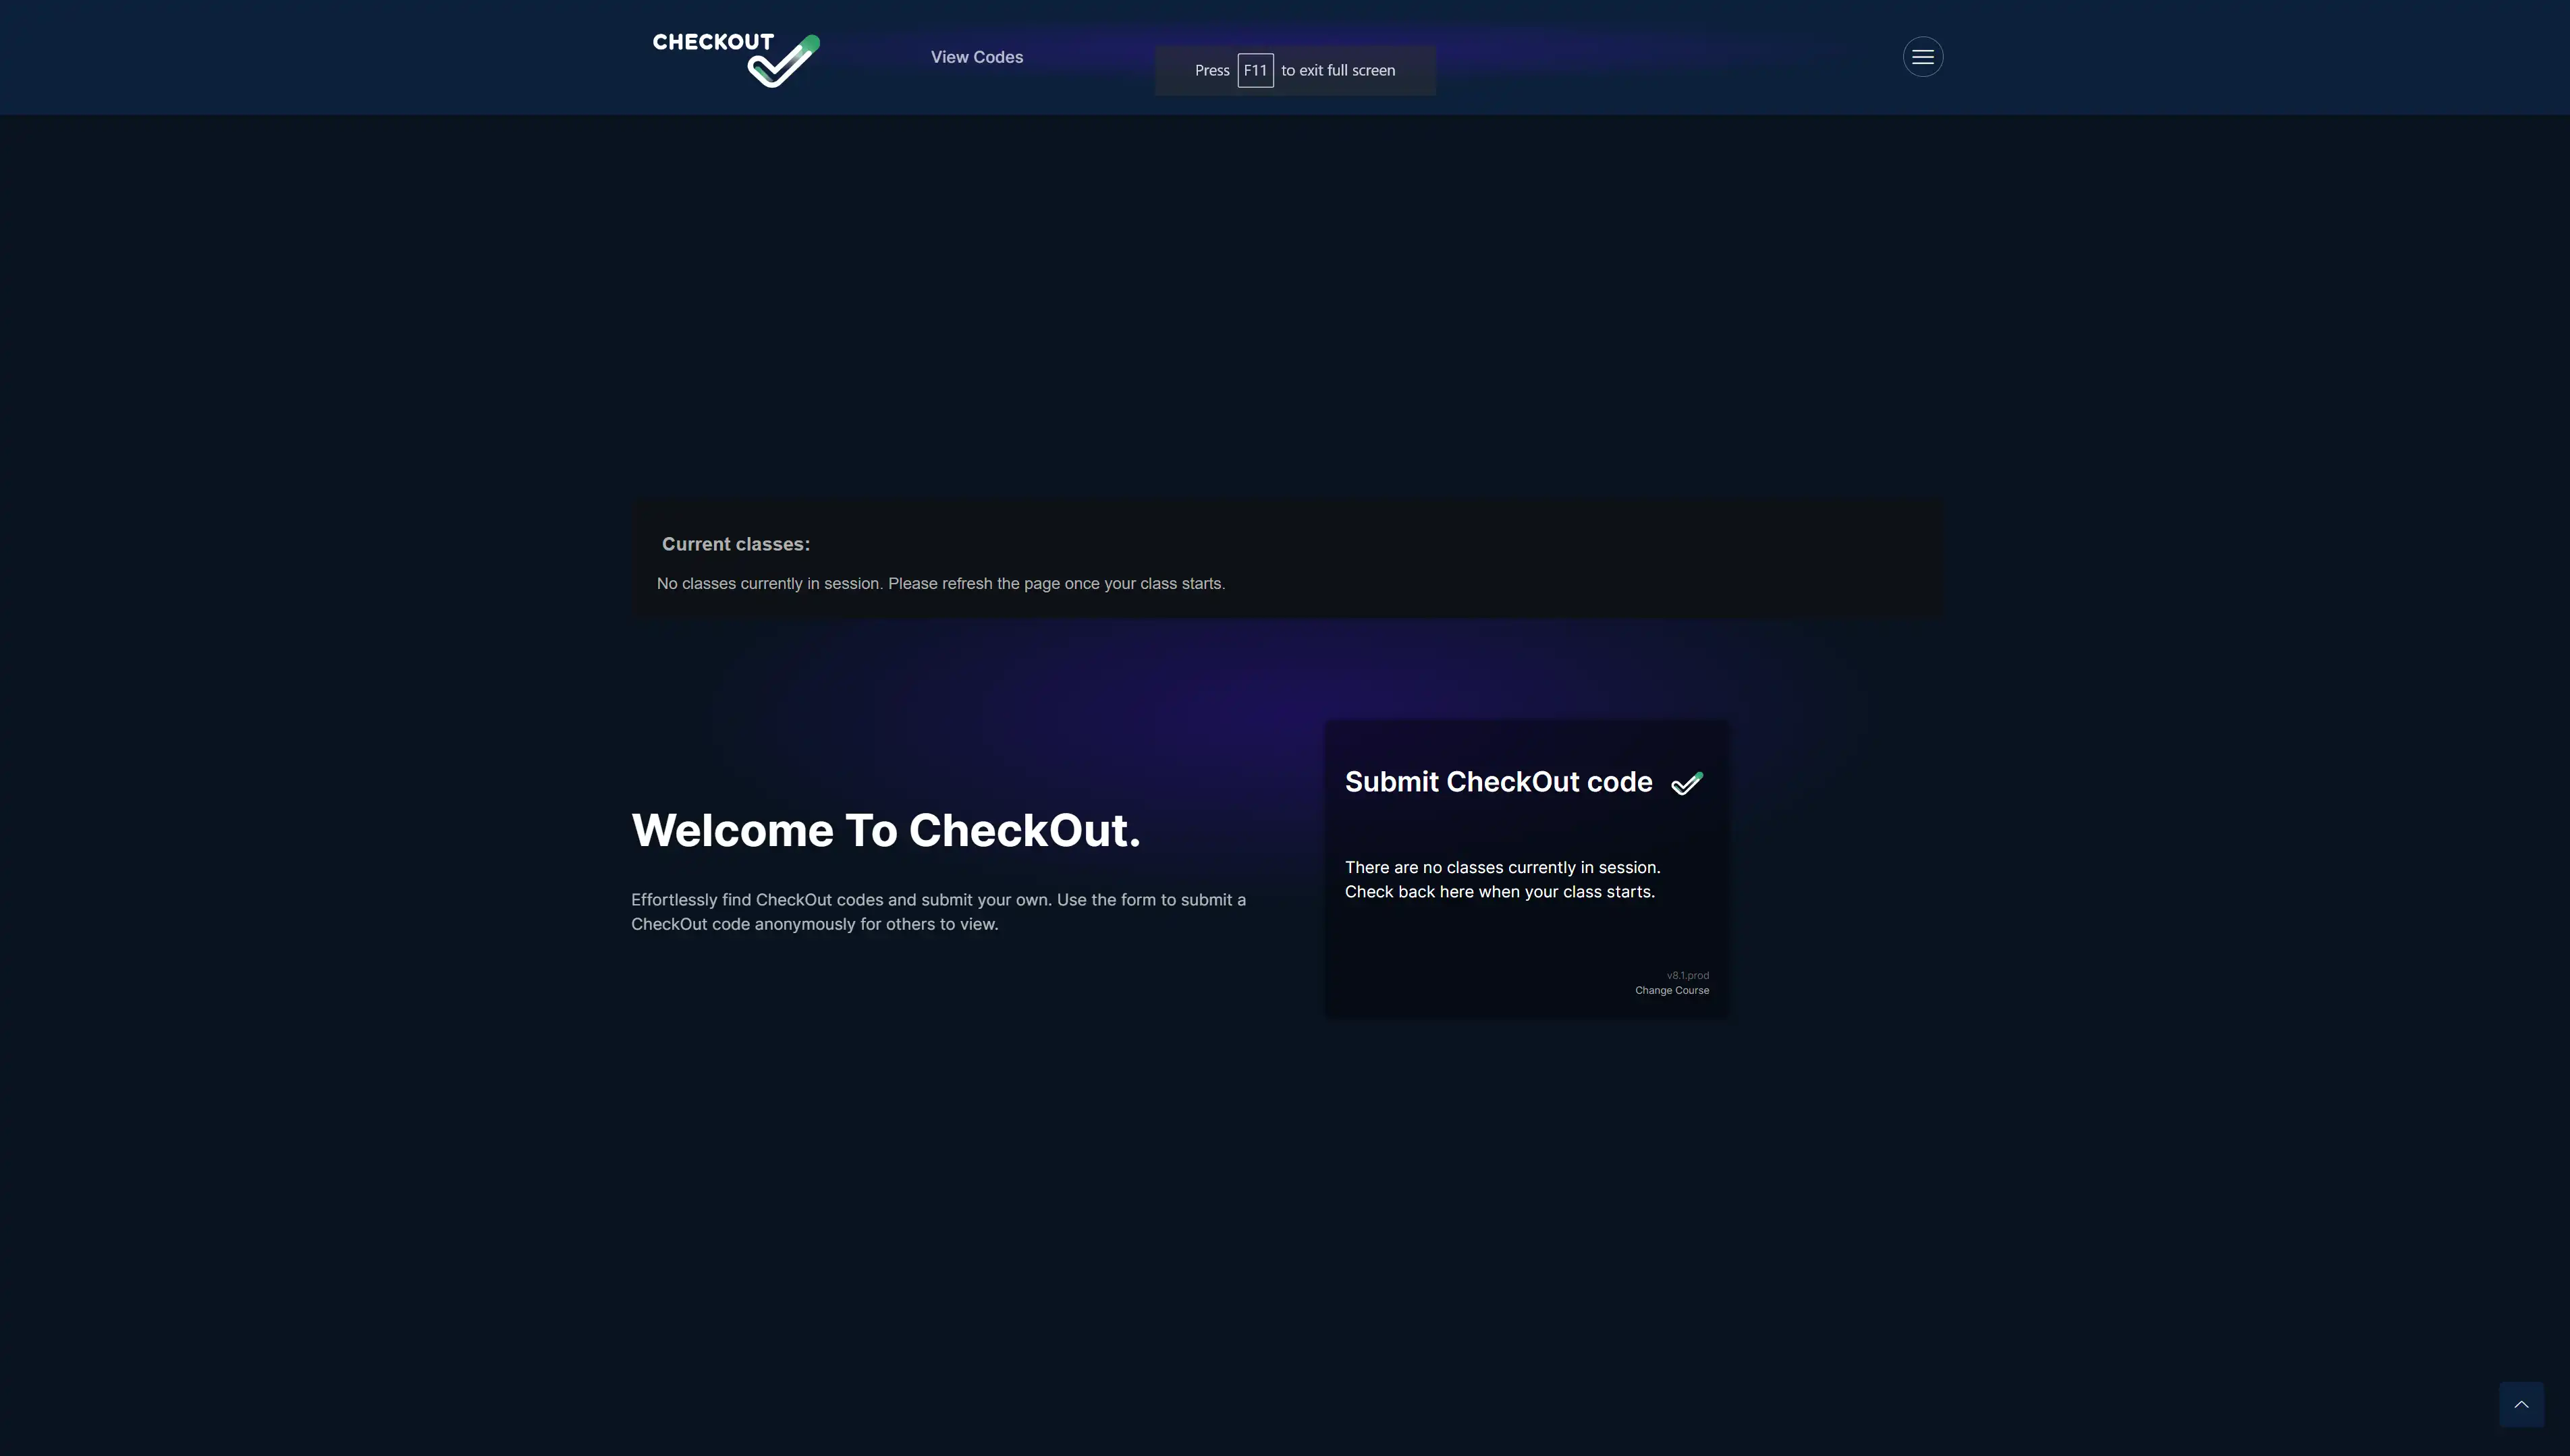 CHECKOUT
View Codes
Press F11 to exit full screen
Current classes:
No classes currently in session. Please refresh the page once your class starts.
Welcome To CheckOut.
Effortlessly find CheckOut codes and submit your own. Use the form to submit a
CheckOut code anonymously for others to view.
Submit CheckOut code
There are no classes currently in session.
Check back here when your class starts.
v8.1.prod
Change Course